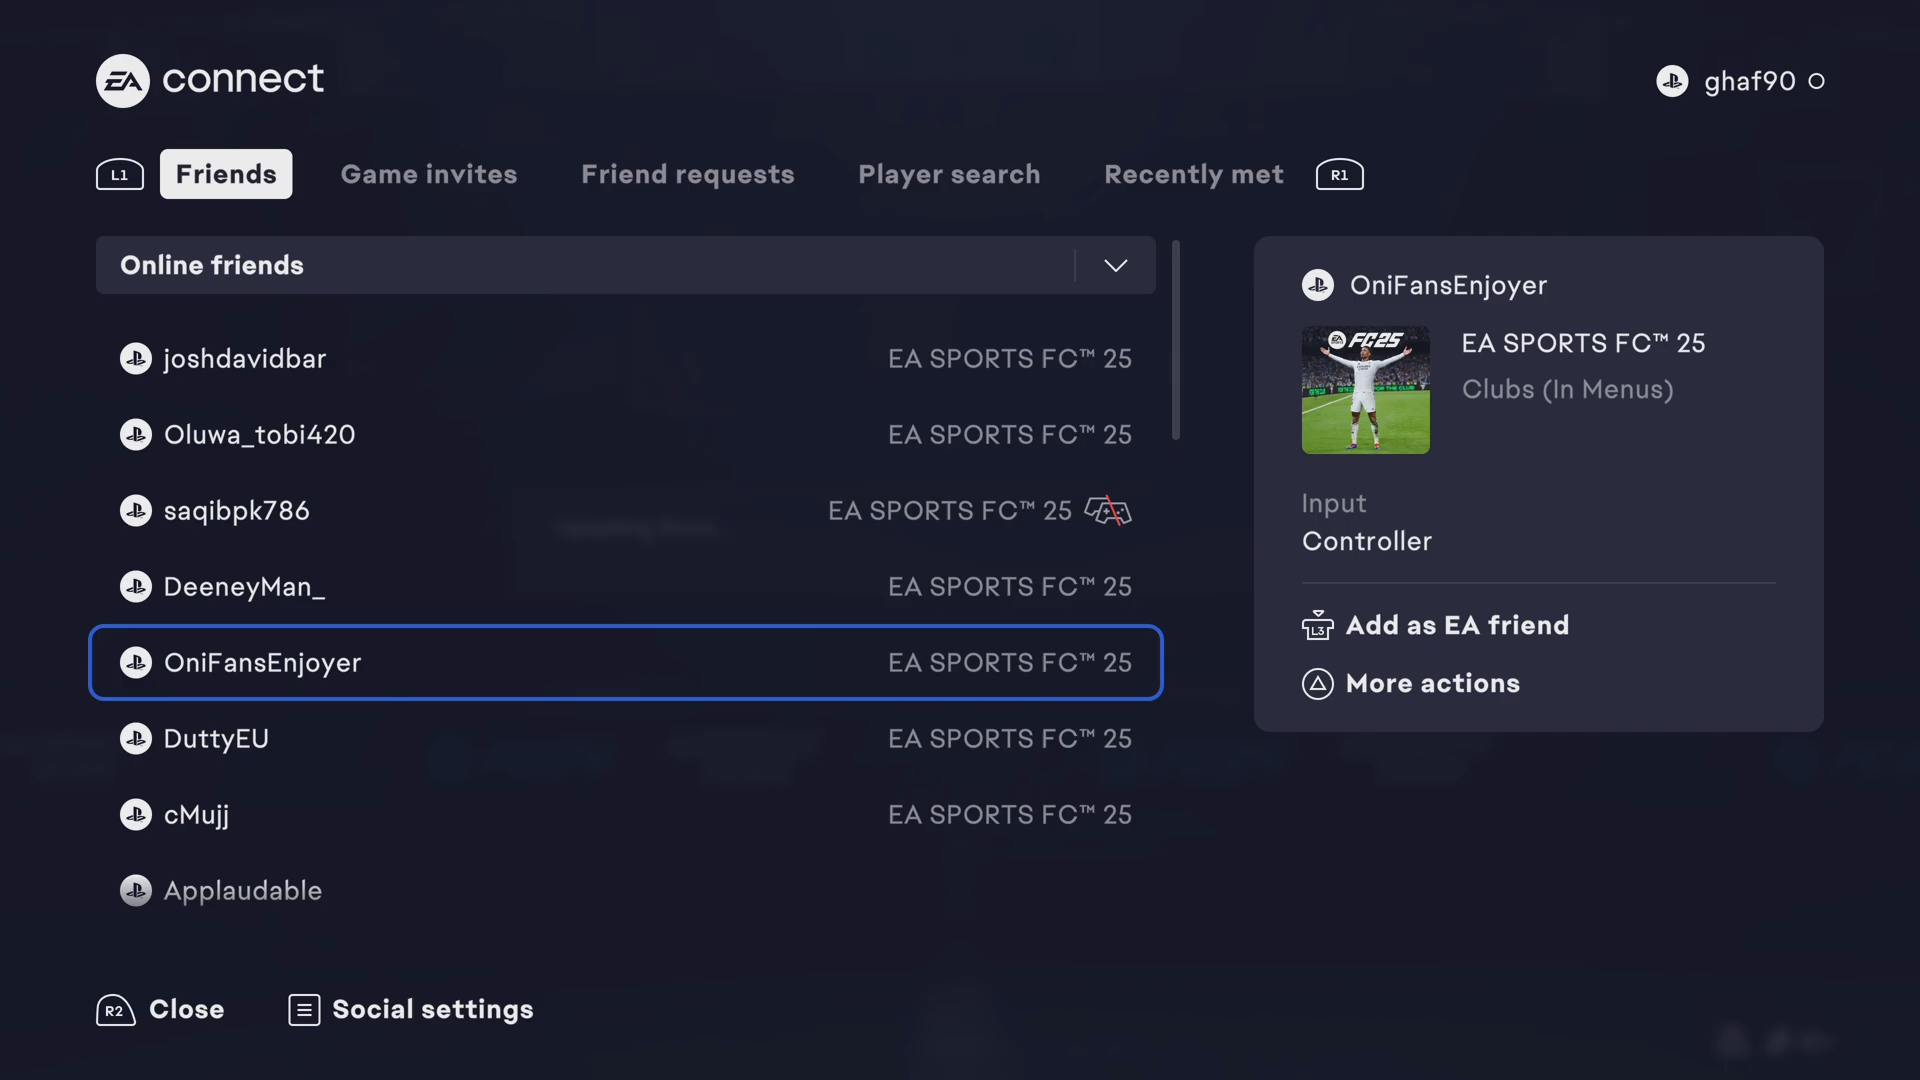 EA connect
ghaf90
L1 Friends Game invites Friend requests Player search Recently met R1
Online friends
joshdavidbar EA SPORTS FC™ 25
Oluwa_tobi420 EA SPORTS FC™ 25
saqibpk786 EA SPORTS FC™ 25
DeeneyMan_ EA SPORTS FC™ 25
OniFansEnjoyer EA SPORTS FC™ 25
DuttyEU EA SPORTS FC™ 25
cMujj EA SPORTS FC™ 25
Applaudable
OniFansEnjoyer
EA SPORTS FC25
EA SPORTS FC™ 25
Clubs (In Menus)
Input
Controller
L3 Add as EA friend
More actions
R2 Close Social settings